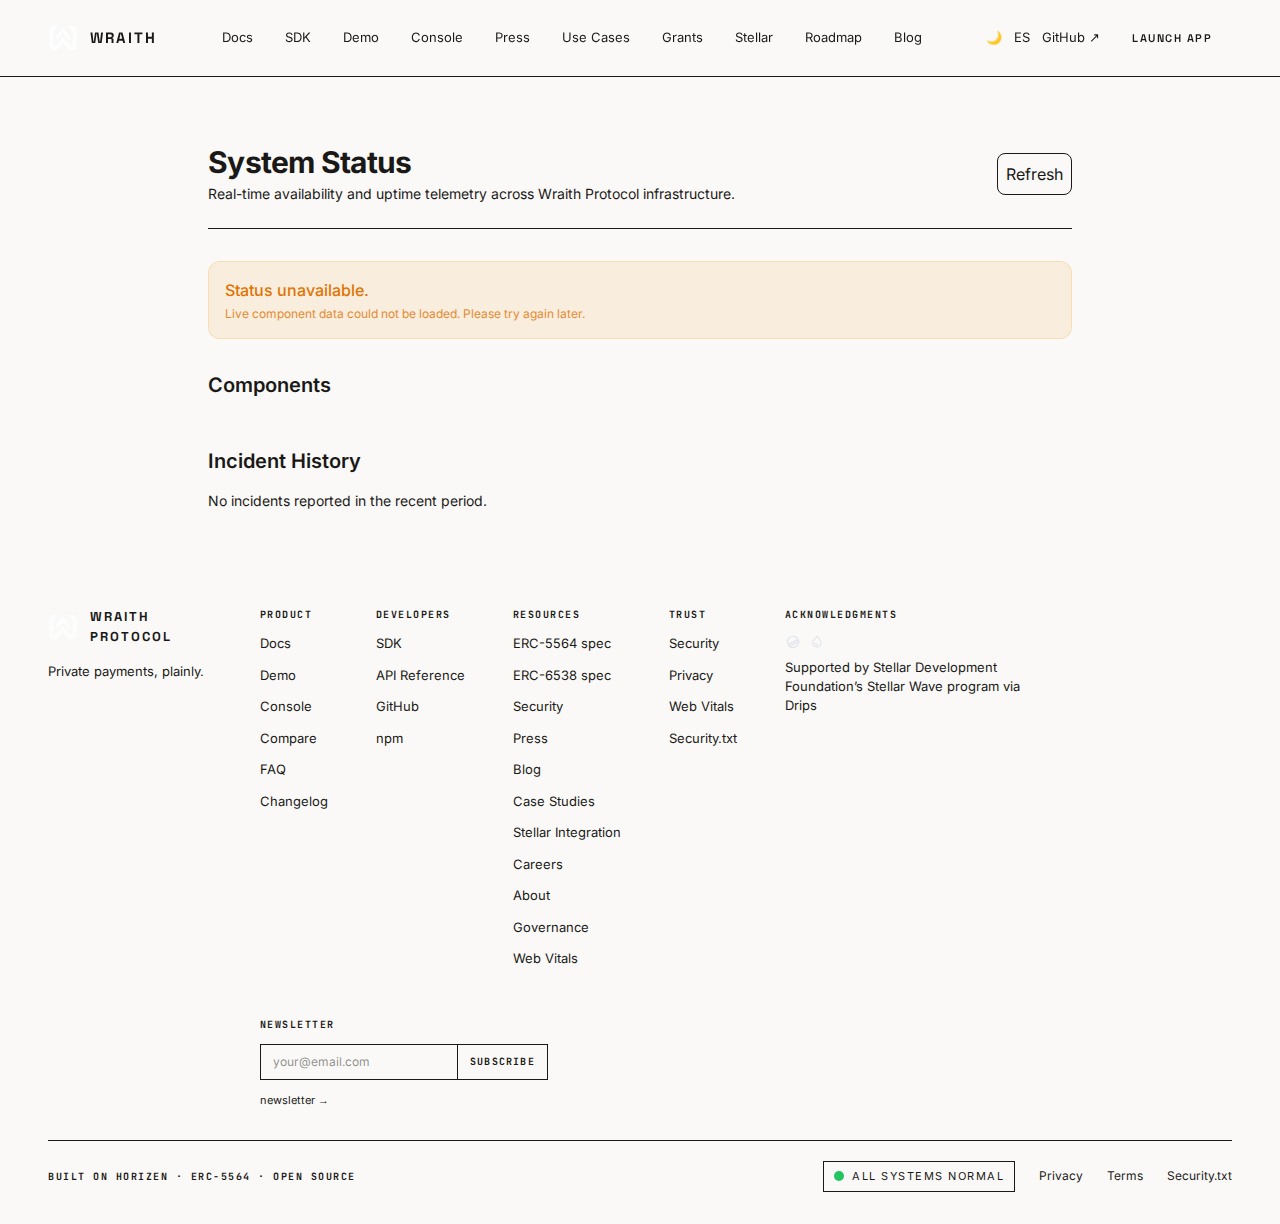 WRAITH
Docs SDK Demo Console Press Use Cases Grants Stellar Roadmap Blog
ES GitHub ↗ LAUNCH APP
System Status
Real-time availability and uptime telemetry across Wraith Protocol infrastructure.
Refresh
Status unavailable.
Live component data could not be loaded. Please try again later.
Components
Incident History
No incidents reported in the recent period.
WRAITH
PROTOCOL
Private payments, plainly.
PRODUCT
Docs
Demo
Console
Compare
FAQ
Changelog
DEVELOPERS
SDK
API Reference
GitHub
npm
RESOURCES
ERC-5564 spec
ERC-6538 spec
Security
Press
Blog
Case Studies
Stellar Integration
Careers
About
Governance
Web Vitals
TRUST
Security
Privacy
Web Vitals
Security.txt
ACKNOWLEDGMENTS
Supported by Stellar Development
Foundation’s Stellar Wave program via
Drips
NEWSLETTER
your@email.com
SUBSCRIBE
newsletter →
BUILT ON HORIZEN · ERC-5564 · OPEN SOURCE
ALL SYSTEMS NORMAL
Privacy Terms Security.txt